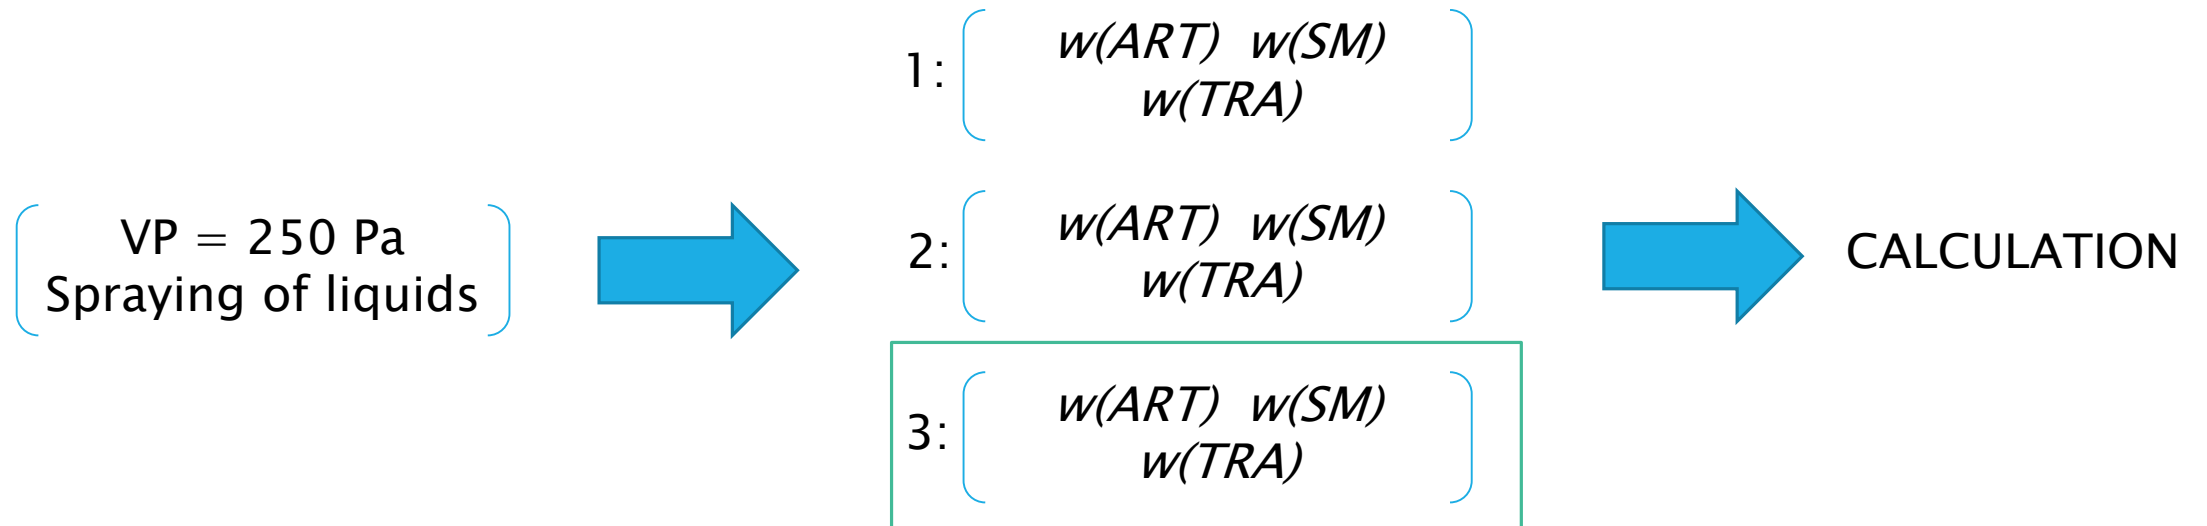 VP = 250 Pa
Spraying of liquids
1:
w(ART) w(SM)
w(TRA)
2:
w(ART) w(SM)
w(TRA)
3:
w(ART) w(SM)
w(TRA)
CALCULATION